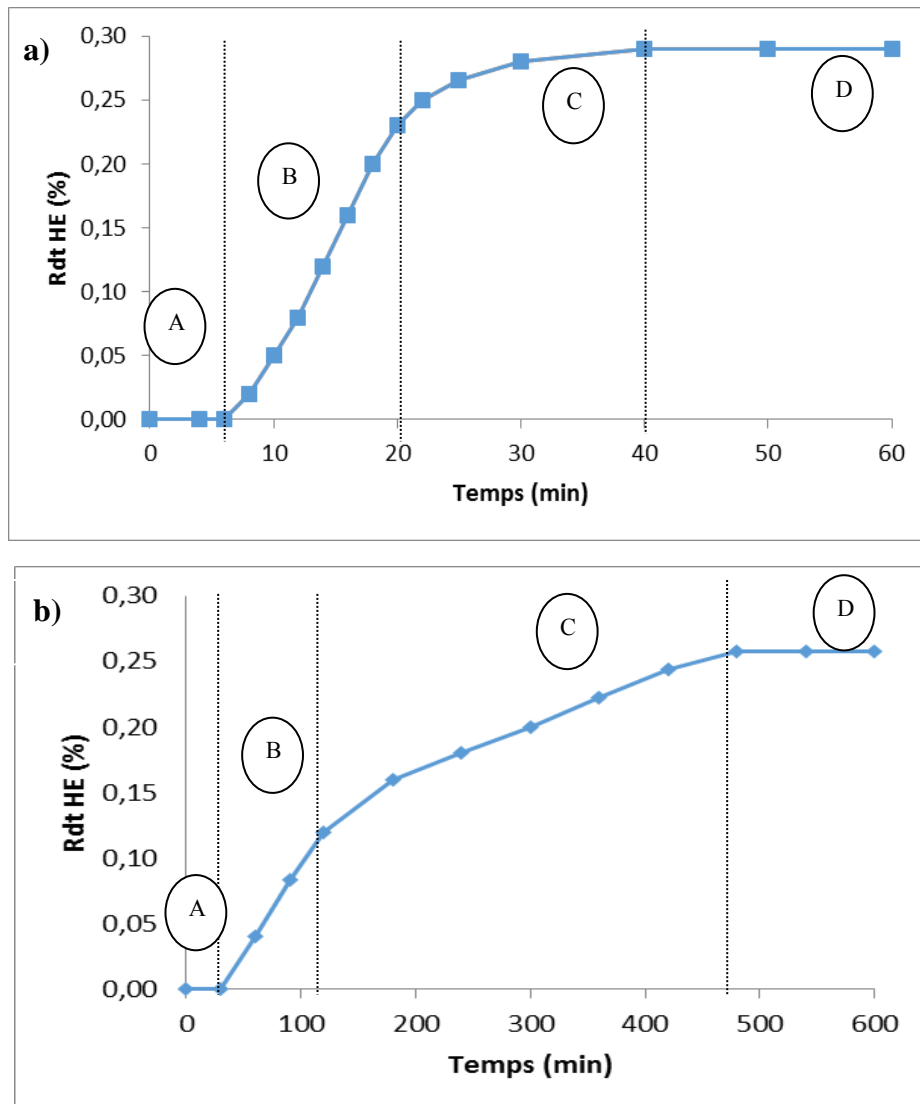 a)
0,30
0,25
0,20
0,15
0,10
0,05
0,00
Rdt HE (%)
A
B
C
D
0 10 20 30 40 50 60
Temps (min)
b)
0,30
0,25
0,20
0,15
0,10
0,05
0,00
Rdt HE (%)
A
B
C
D
0 100 200 300 400 500 600
Temps (min)